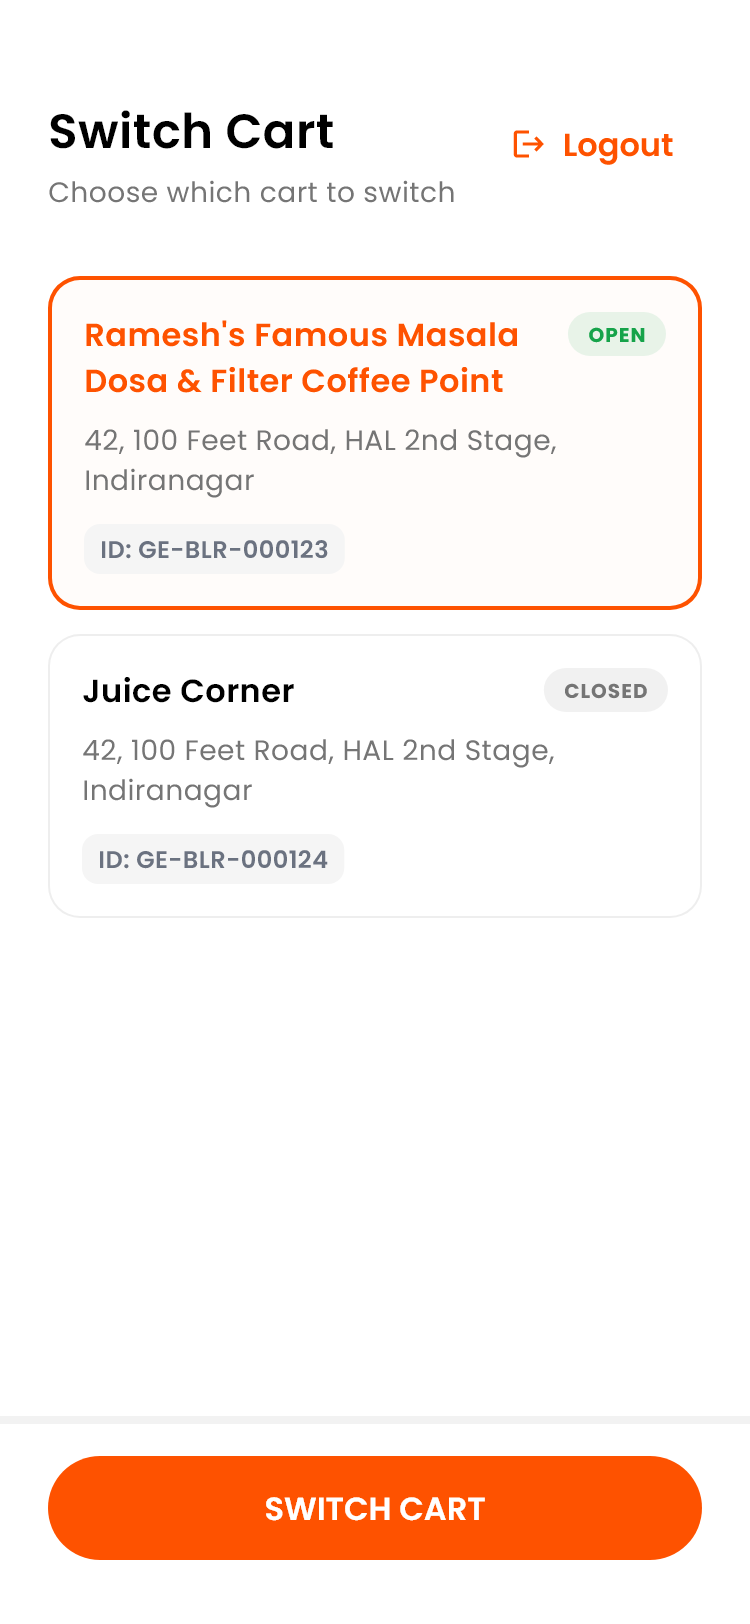 Switch Cart
Logout
Choose which cart to switch
Ramesh's Famous Masala
Dosa & Filter Coffee Point
OPEN
42, 100 Feet Road, HAL 2nd Stage,
Indiranagar
ID: GE-BLR-000123
Juice Corner
CLOSED
42, 100 Feet Road, HAL 2nd Stage,
Indiranagar
ID: GE-BLR-000124
SWITCH CART